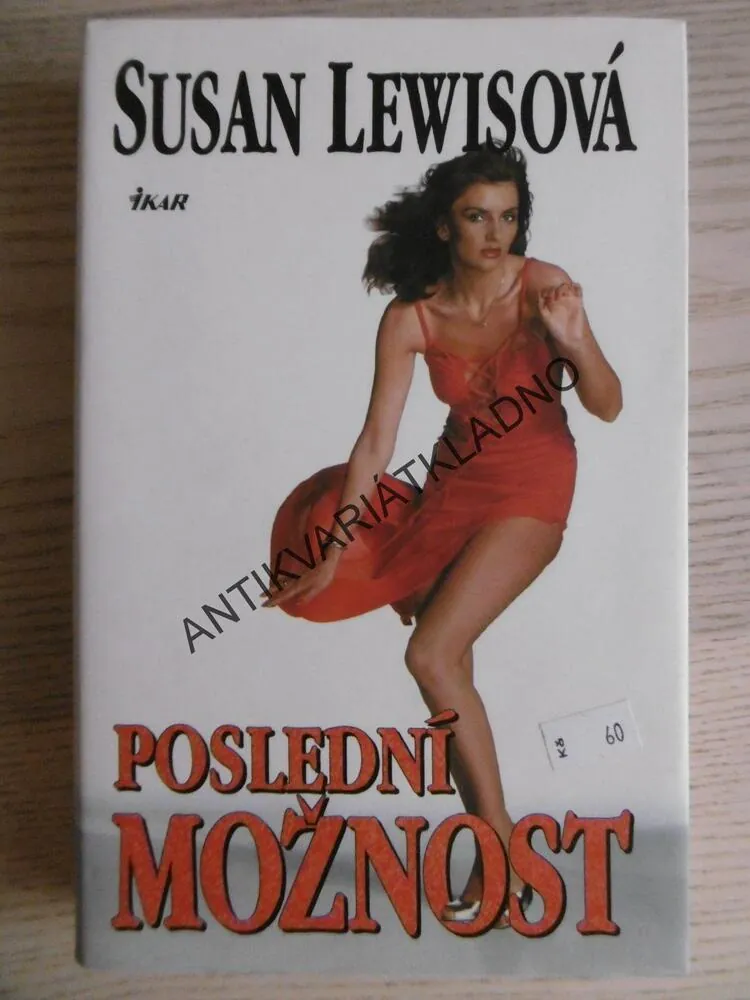 SUSAN LEWISOVÁ
iKAR
ANTIKVARIÁTKLADNO
POSLEDNÍ
Kč 60
MOŽNOST